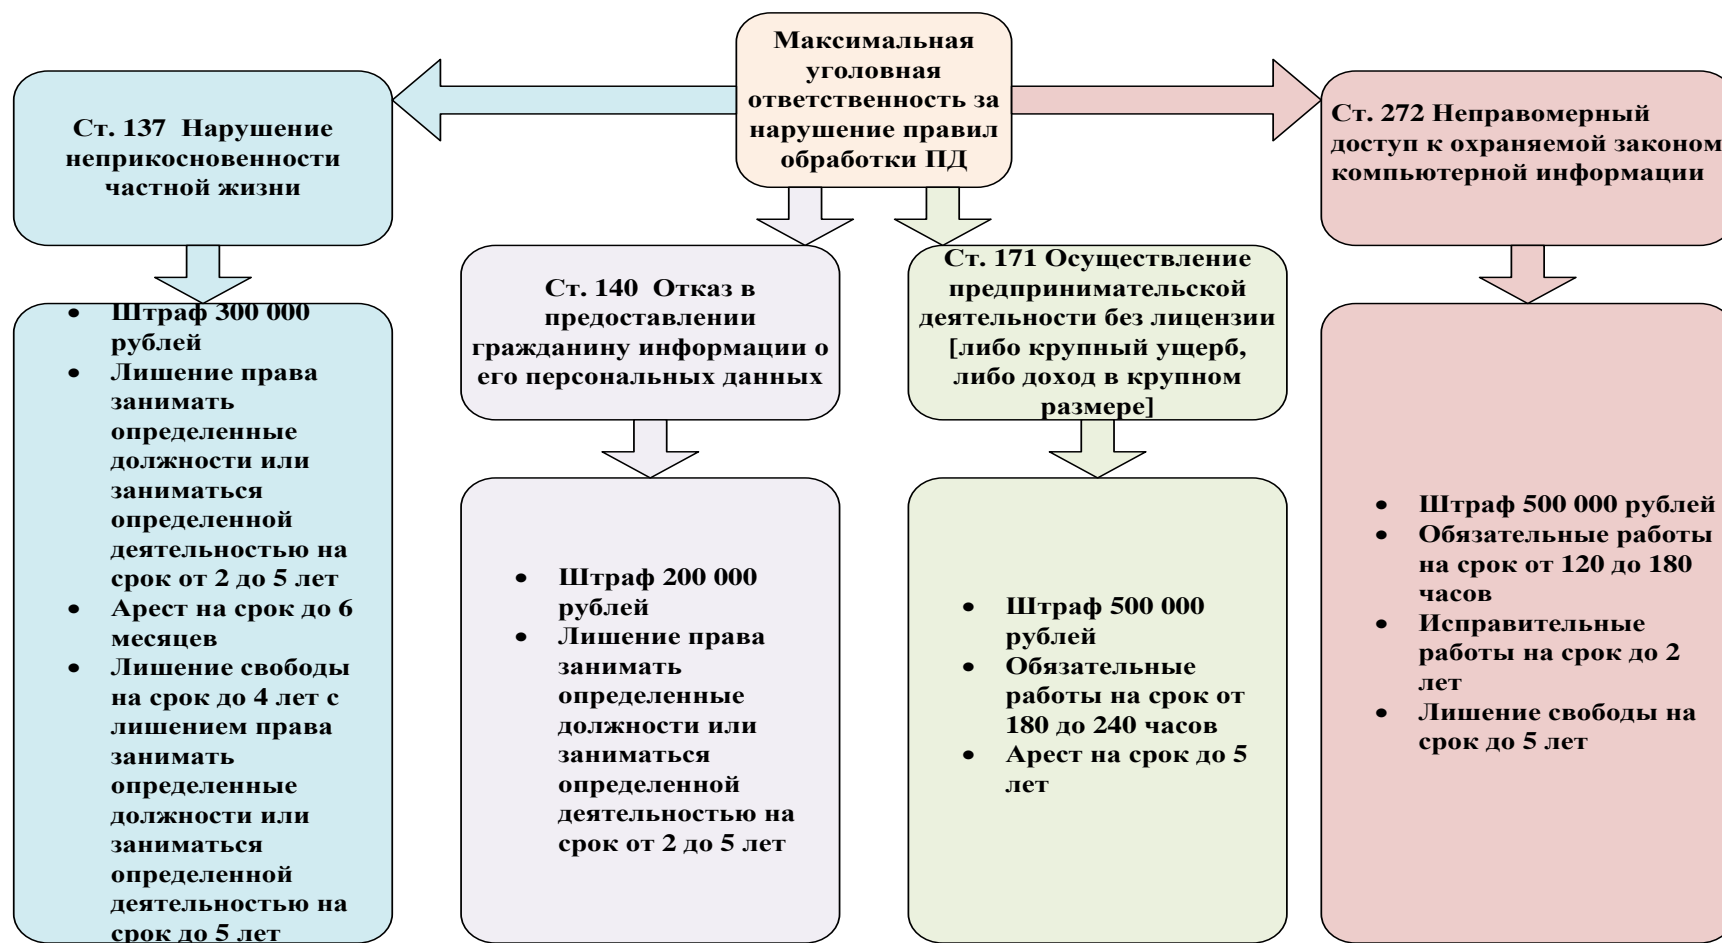 Максимальная
уголовная
ответственность за
нарушение правил
обработки ПД
Ст. 137 Нарушение
неприкосновенности
частной жизни
Штраф 300 000
рублей
Лишение права
занимать
определенные
должности или
заниматься
определенной
деятельностью на
срок от 2 до 5 лет
Арест на срок до 6
месяцев
Лишение свободы
на срок до 4 лет с
лишением права
занимать
определенные
должности или
заниматься
определенной
деятельностью на
срок до 5 лет
Ст. 140 Отказ в
предоставлении
гражданину информации о
его персональных данных
Штраф 200 000
рублей
Лишение права
занимать
определенные
должности или
заниматься
определенной
деятельностью на
срок от 2 до 5 лет
Ст. 171 Осуществление
предпринимательской
деятельности без лицензии
[либо крупный ущерб,
либо доход в крупном
размере]
Штраф 500 000
рублей
Обязательные
работы на срок от
180 до 240 часов
Арест на срок до 5
лет
Ст. 272 Неправомерный
доступ к охраняемой законом
компьютерной информации
Штраф 500 000 рублей
Обязательные работы
на срок от 120 до 180
часов
Исправительные
работы на срок до 2
лет
Лишение свободы на
срок до 5 лет